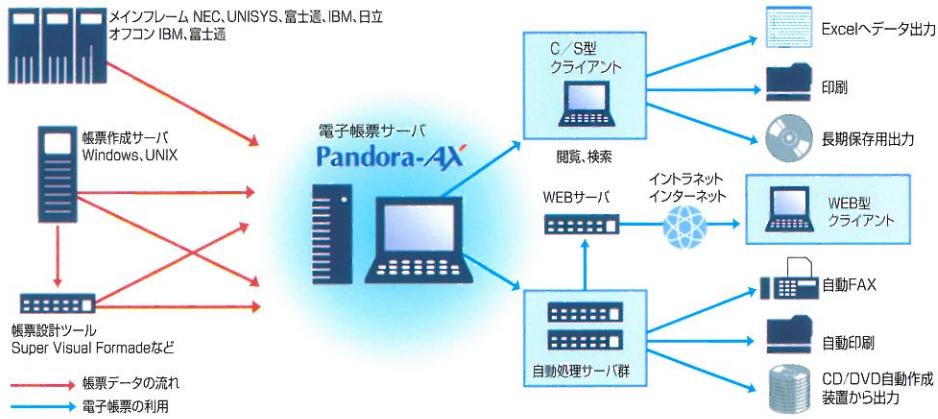 メインフレーム NEC、UNISYS、富士通、IBM、日立
オフコン IBM、富士通
帳票作成サーバ
Windows、UNIX
帳票設計ツール
Super Visual Formadeなど
帳票データの流れ
電子帳票の利用
電子帳票サーバ
Pandora-AX
C/S型
クライアント
閲覧、検索
Excelへデータ出力
印刷
長期保存用出力
WEBサーバ
イントラネット
インターネット
WEB型
クライアント
自動処理サーバ群
自動FAX
自動印刷
CD/DVD自動作成
装置から出力